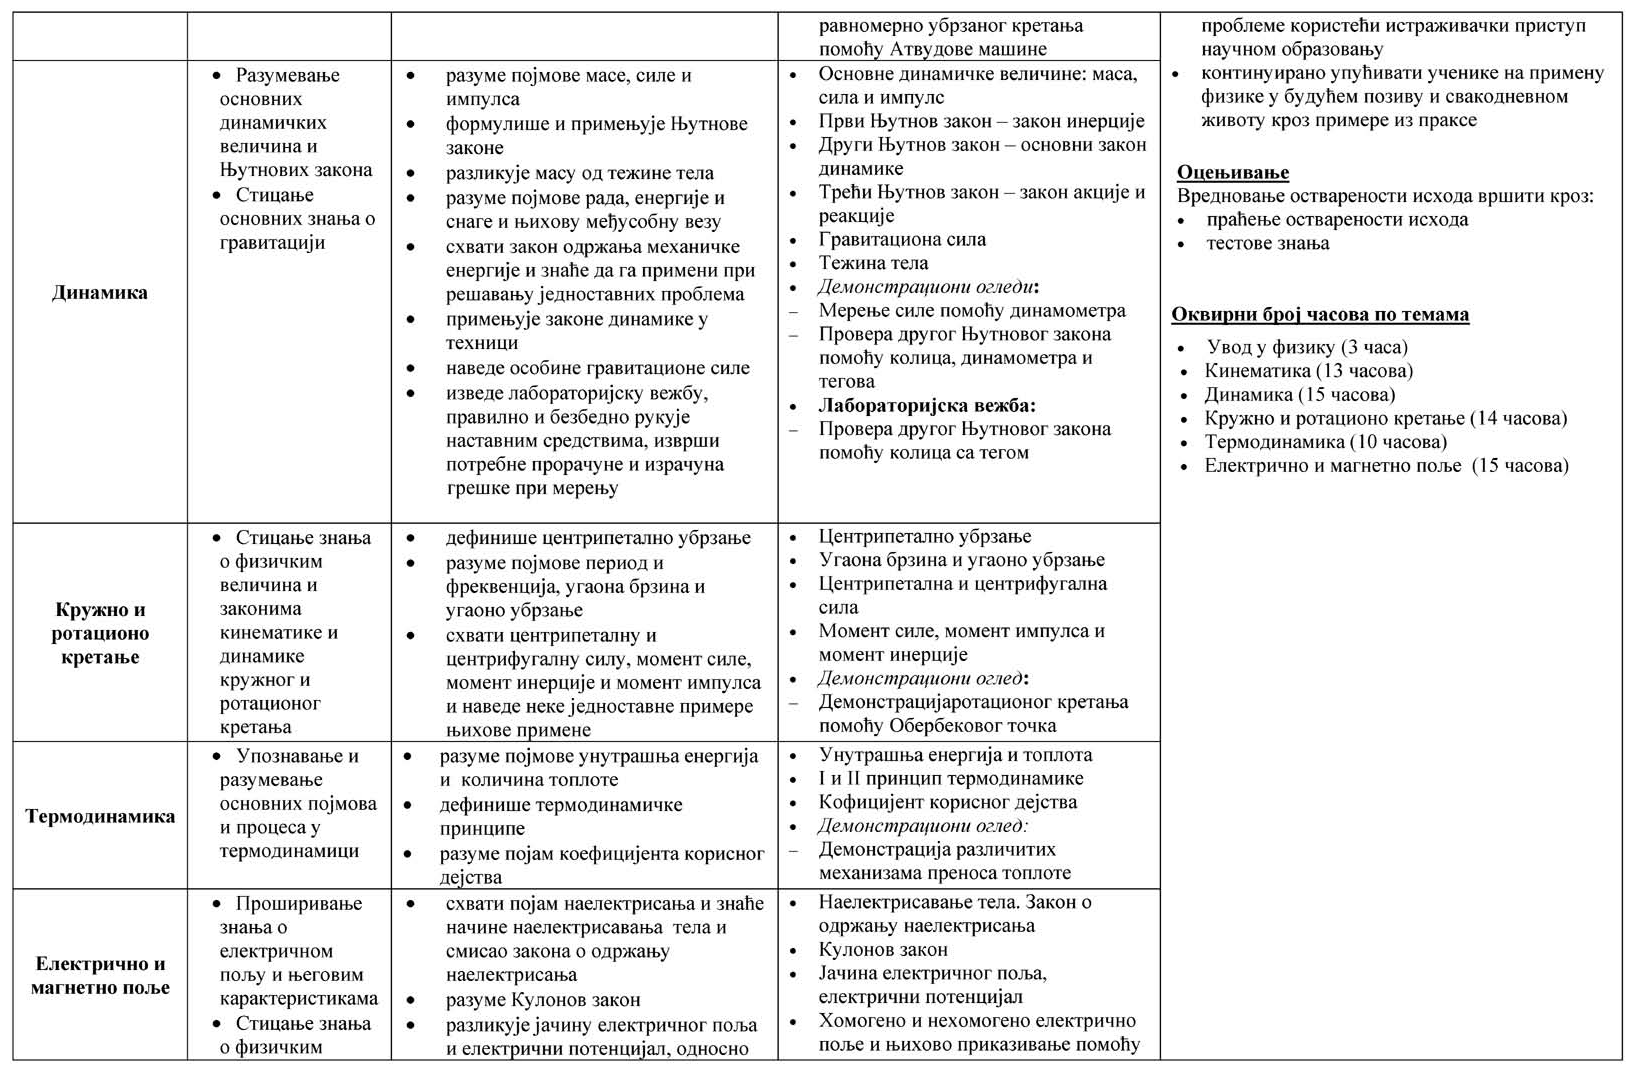 равномерно убрзаног кретања
помоћу Атвудове машине
проблеме користећи истраживачки приступ
научном образовању
• континуирано упућивати ученике на примену
физике у будућем позиву и свакодневном
животу кроз примере из праксе
Оцењивање
Вредновање остварености исхода вршити кроз:
• праћење остварености исхода
• тестове знања
Оквирни број часова по темама
• Увод у физику (3 часа)
• Кинематика (13 часова)
• Динамика (15 часова)
• Кружно и ротационо кретање (14 часова)
• Термодинамика (10 часова)
• Електрично и магнетно поље (15 часова)
Динамика
• Разумевање
основних
динамичких
величина и
Њутнових закона
• Стицање
основних знања о
гравитацији
• разуме појмове масе, силе и
импулса
• формулише и примењује Њутнове
законе
• разликује масу од тежине тела
• разуме појмове рада, енергије и
снаге и њихову међусобну везу
• схвати закон одржања механичке
енергије и знаће да га примени при
решавању једноставних проблема
• примењује законе динамике у
техници
• наведе особине гравитационе силе
• изведе лабораторијску вежбу,
правилно и безбедно рукује
наставним средствима, изврши
потребне прорачуне и израчуна
грешке при мерењу
• Основне динамичке величине: маса,
сила и импулс
• Први Њутнов закон – закон инерције
• Други Њутнов закон – основни закон
динамике
• Трећи Њутнов закон – закон акције и
реакције
• Гравитациона сила
• Тежина тела
• Демонстрациони огледи:
– Мерење силе помоћу динамометра
– Провера другог Њутновог закона
помоћу колица, динамометра и
тегова
• Лабораторијска вежба:
– Провера другог Њутновог закона
помоћу колица са тегом
Кружно и
ротационо
кретање
• Стицање знања
о физичким
величина и
законима
кинематике и
динамике
кружног и
ротационог
кретања
• дефинише центрипетално убрзање
• разуме појмове период и
фреквенција, угаона брзина и
угаоно убрзање
• схвати центрипеталну и
центрифугалну силу, момент силе,
момент инерције и момент импулса
и наведе неке једноставне примере
њихове примене
• Центрипетално убрзање
• Угаона брзина и угаоно убрзање
• Центрипетална и центрифугална
сила
• Момент силе, момент импулса и
момент инерције
• Демонстрациони оглед:
– Демонстрацијаротационог кретања
помоћу Обербековог точка
Термодинамика
• Упознавање и
разумевање
основних појмова
и процеса у
термодинамици
• разуме појмове унутрашња енергија
и количина топлоте
• дефинише термодинамичке
принципе
• разуме појам коефицијента корисног
дејства
• Унутрашња енергија и топлота
• I и II принцип термодинамике
• Кофицијент корисног дејства
• Демонстрациони оглед:
– Демонстрација различитих
механизама преноса топлоте
Електрично и
магнетно поље
• Проширивање
знања о
електричном
пољу и његовим
карактеристикама
• Стицање знања
о физичким
• схвати појам наелектрисања и знаће
начине наелектрисавања тела и
смисао закона о одржању
наелектрисања
• разуме Кулонов закон
• разликује јачину електричног поља
и електрични потенцијал, односно
• Наелектрисавање тела. Закон о
одржању наелектрисања
• Кулонов закон
• Јачина електричног поља,
електрични потенцијал
• Хомогено и нехомогено електрично
поље и њихово приказивање помоћу